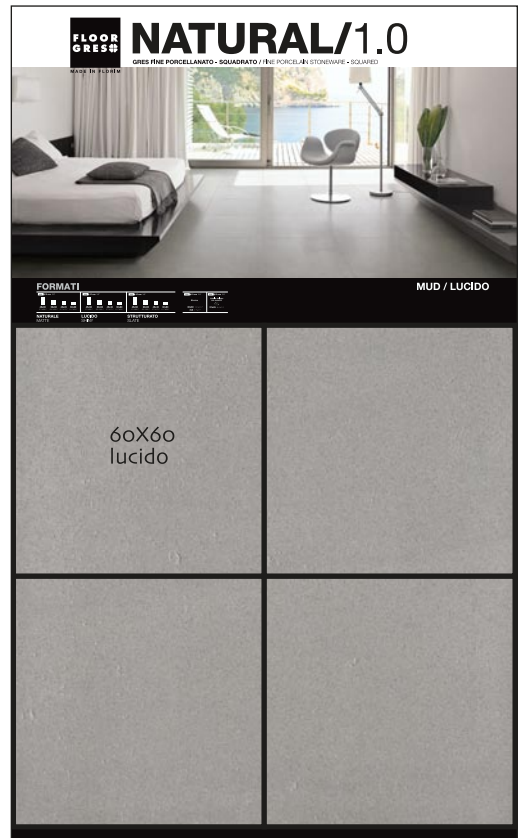 FLOOR
GRES
MADE IN FLORIM
NATURAL/1.0
GRES FINE PORCELLANATO - SQUADRATO / FINE PORCELAIN STONEWARE - SQUARED
FORMATI
MUD / LUCIDO
NATURALE
MATTE
LUCIDO
SHINY
STRUTTURATO
SLATE
60X60
lucido